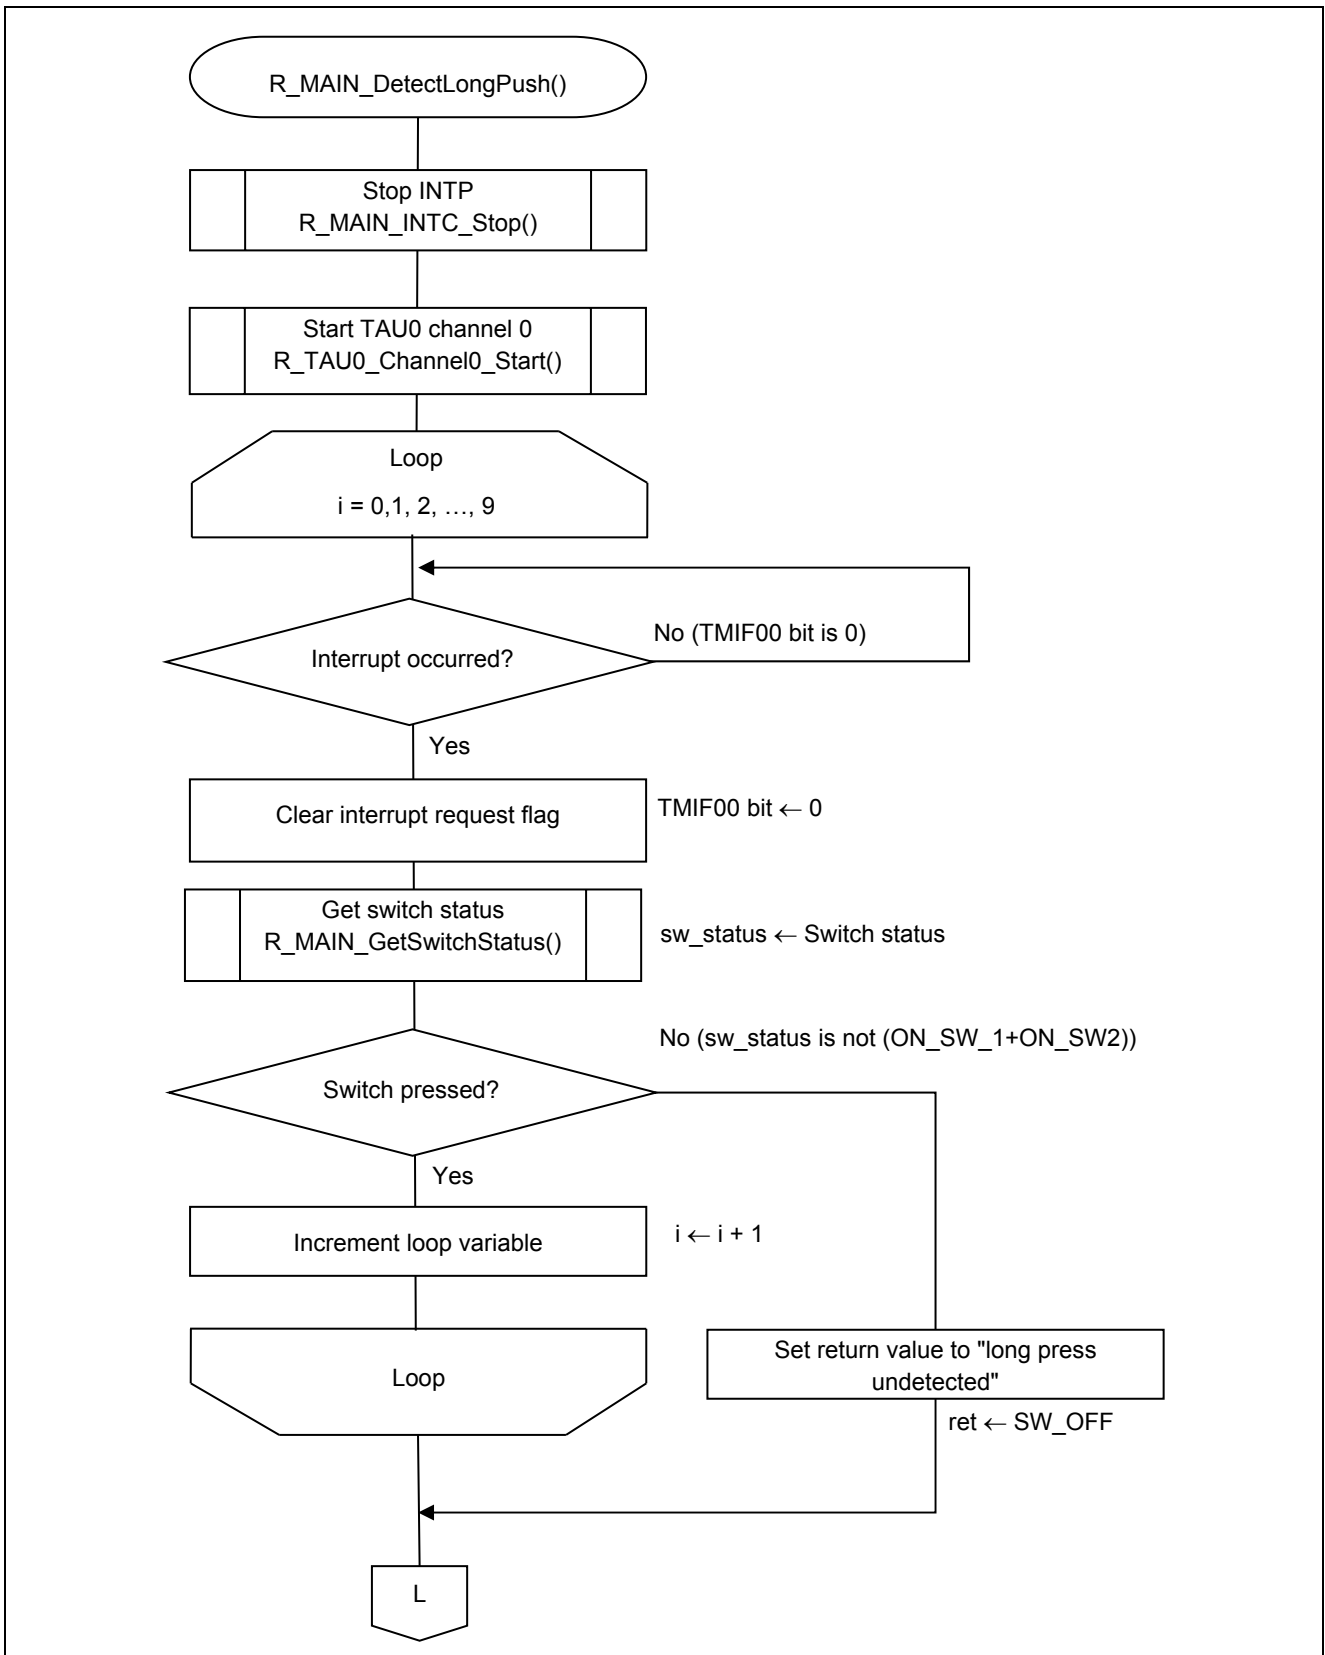 R_MAIN_DetectLongPush()
Stop INTP
R_MAIN_INTC_Stop()
Start TAU0 channel 0
R_TAU0_Channel0_Start()
Loop
i = 0,1, 2, …, 9
No (TMIF00 bit is 0)
Interrupt occurred?
Yes
Clear interrupt request flag
TMIF00 bit ← 0
Get switch status
R_MAIN_GetSwitchStatus()
sw_status ← Switch status
No (sw_status is not (ON_SW_1+ON_SW2))
Switch pressed?
Yes
Increment loop variable
i ← i + 1
Loop
Set return value to "long press
undetected"
ret ← SW_OFF
L